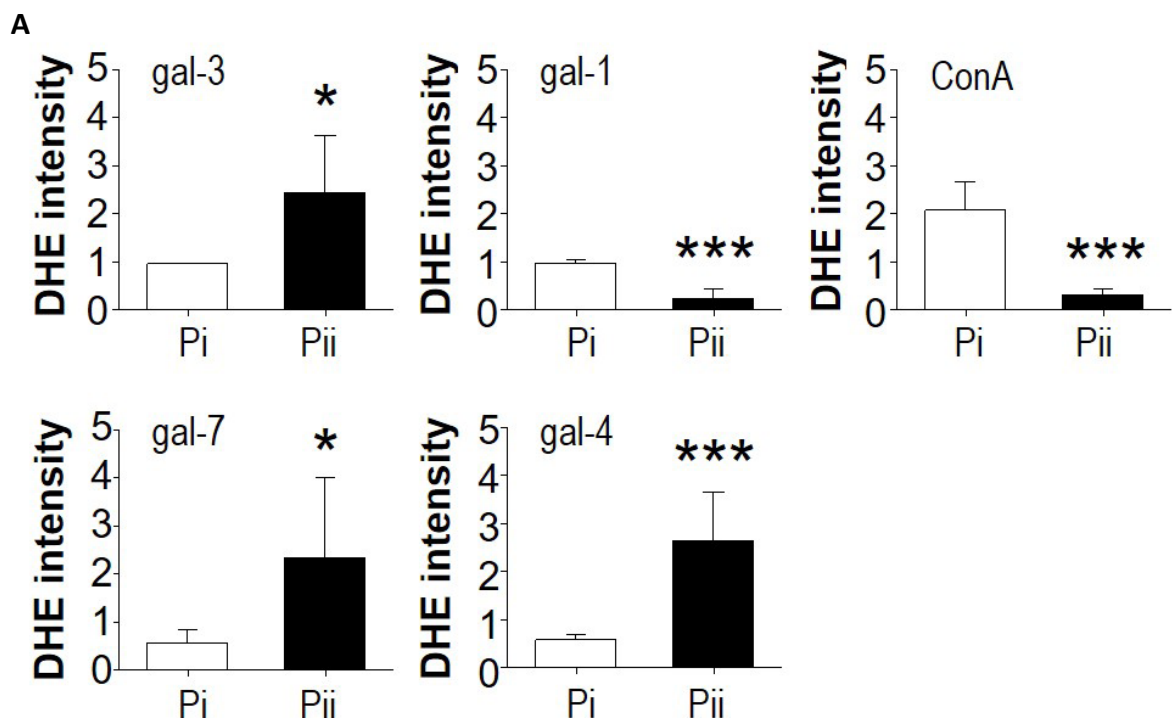 A
DHE intensity
5
4
3
2
1
0
gal-3
*
Pi
Pii
DHE intensity
5
4
3
2
1
0
gal-1
***
Pi
Pii
DHE intensity
5
4
3
2
1
0
ConA
***
Pi
Pii
DHE intensity
5
4
3
2
1
0
gal-7
*
Pi
Pii
DHE intensity
5
4
3
2
1
0
gal-4
***
Pi
Pii